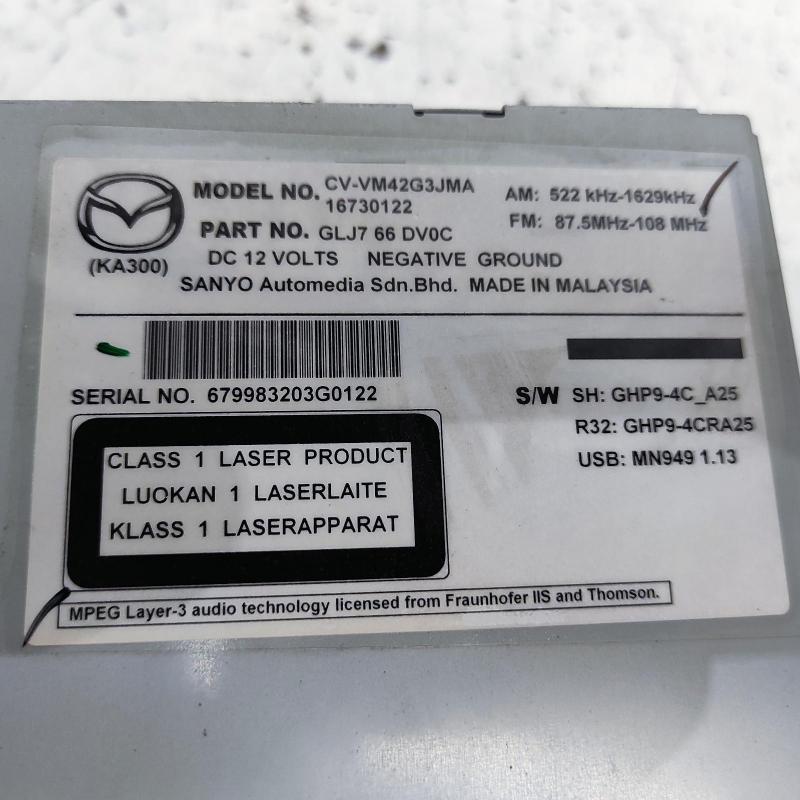 MODEL NO. CV-VM42G3JMA
16730122
AM: 522 kHz-1629kHz
FM: 87.5MHz-108 MHz
PART NO. GLJ7 66 DV0C
(KA300)
DC 12 VOLTS NEGATIVE GROUND
SANYO Automedia Sdn.Bhd. MADE IN MALAYSIA
SERIAL NO. 679983203G0122
S/W SH: GHP9-4C_A25
R32: GHP9-4CRA25
USB: MN949 1.13
CLASS 1 LASER PRODUCT
LUOKAN 1 LASERLAITE
KLASS 1 LASERAPPARAT
MPEG Layer-3 audio technology licensed from Fraunhofer IIS and Thomson.